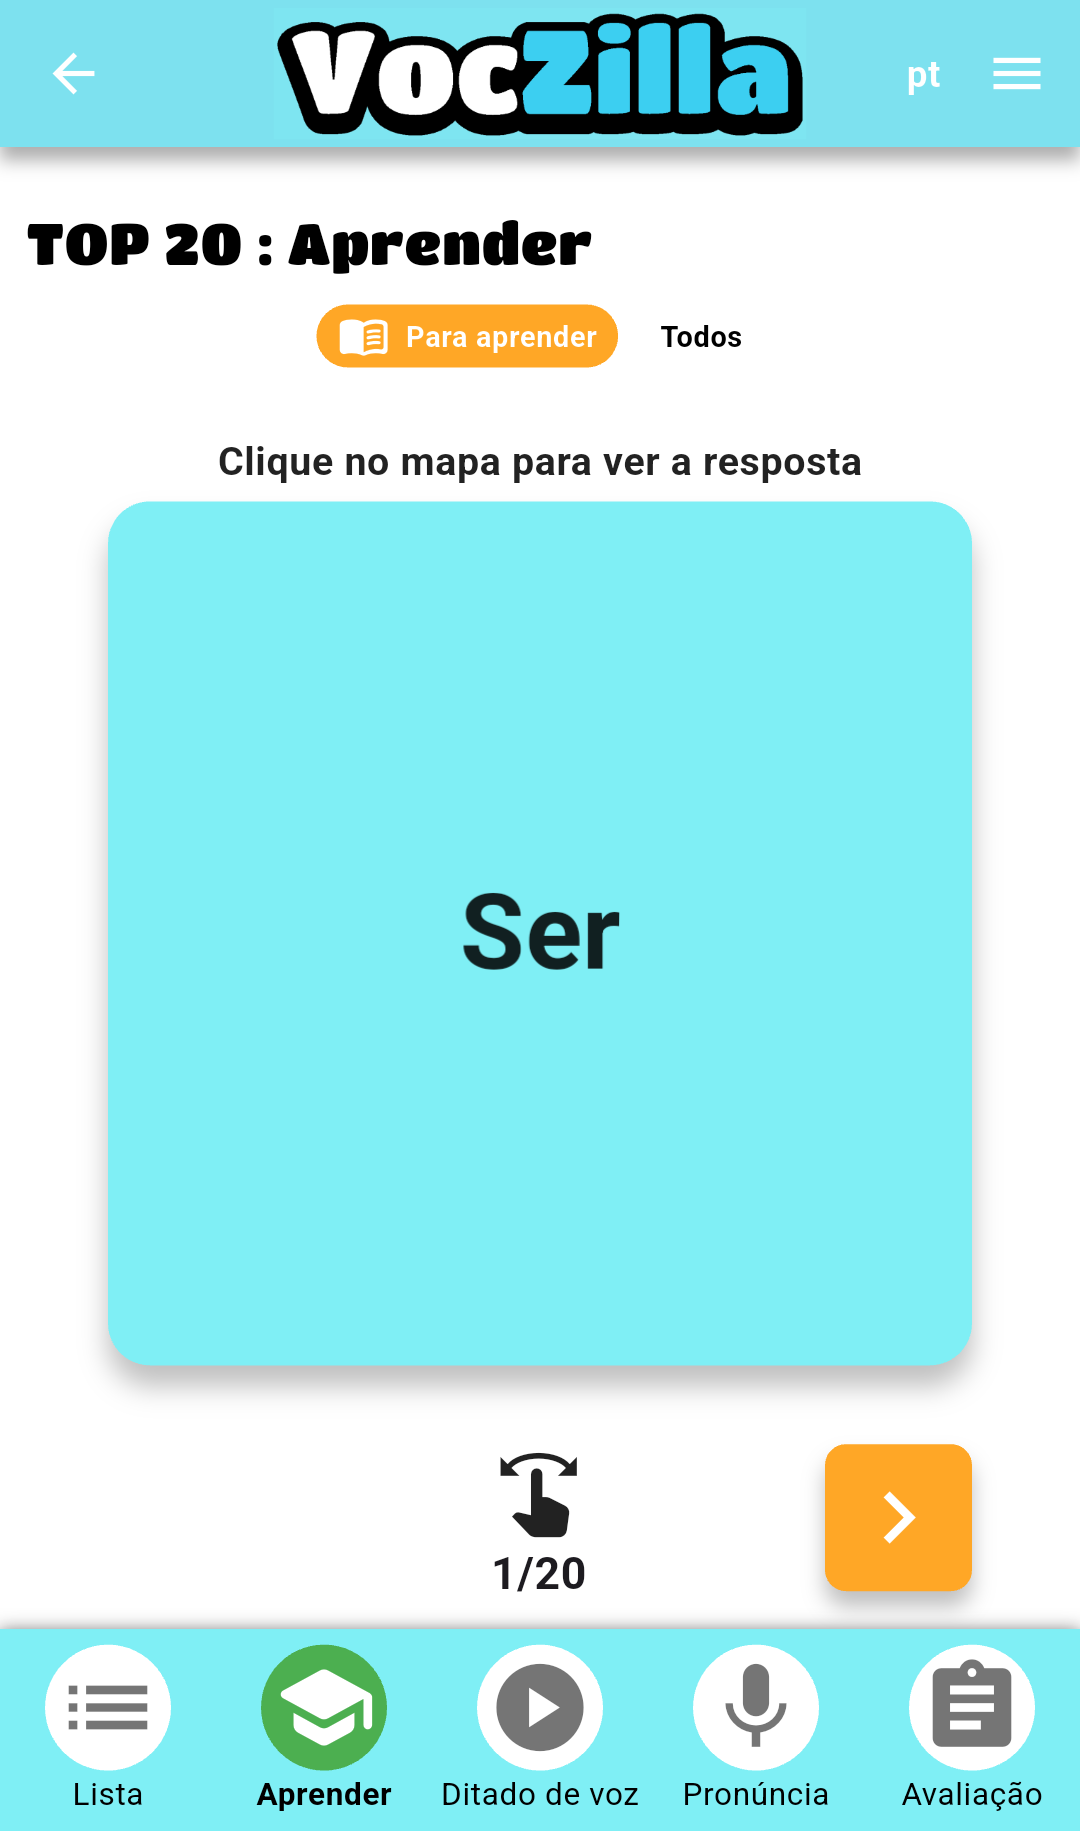 VocZilla
pt
TOP 20 : Aprender
Para aprender
Todos
Clique no mapa para ver a resposta
Ser
1/20
Lista
Aprender
Ditado de voz
Pronúncia
Avaliação